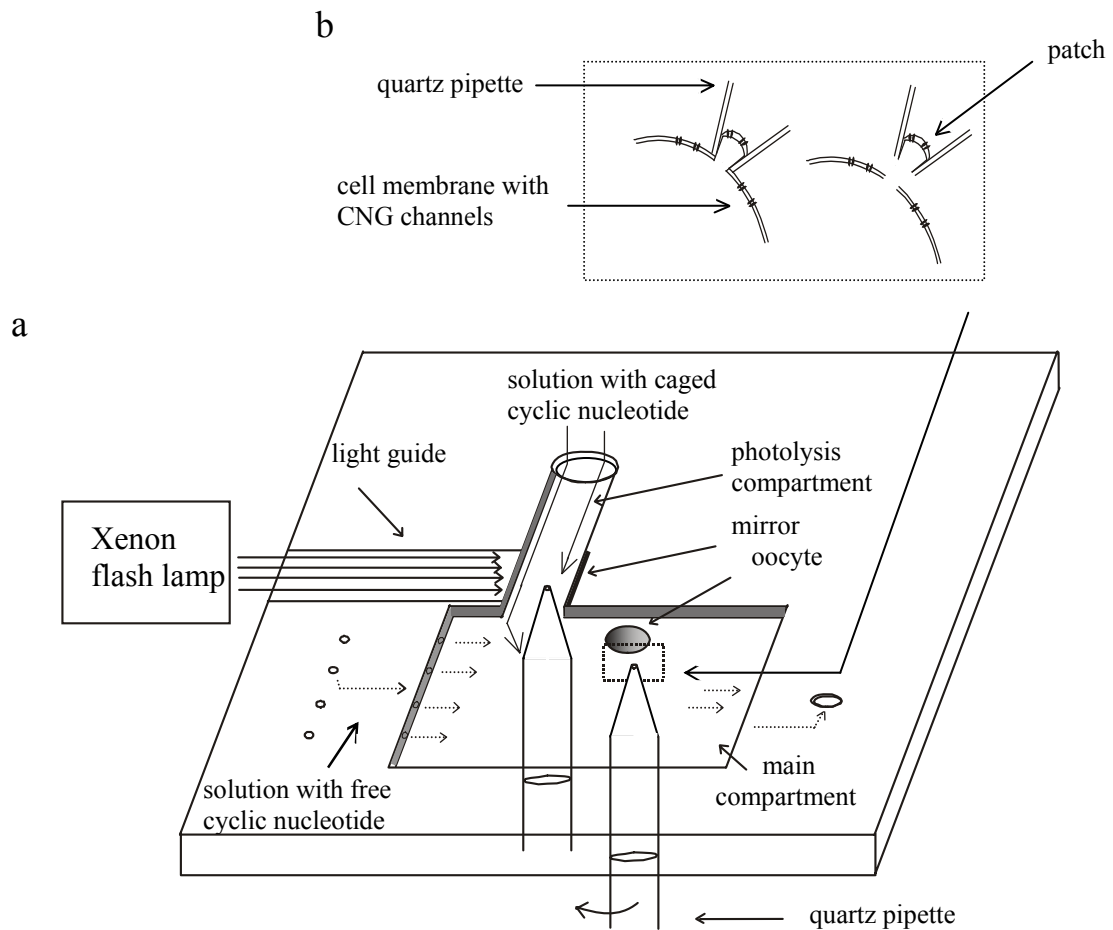 b
patch
quartz pipette
cell membrane with
CNG channels
a
solution with caged
cyclic nucleotide
light guide
photolysis
compartment
mirror
oocyte
Xenon
flash lamp
solution with free
cyclic nucleotide
main
compartment
quartz pipette